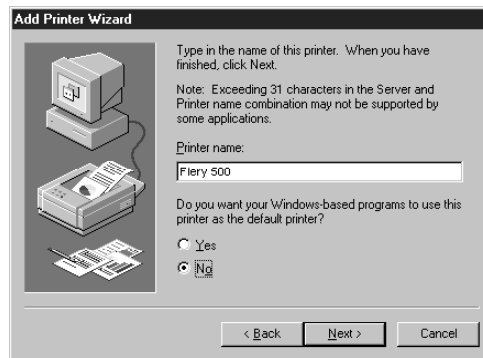 Add Printer Wizard
Type in the name of this printer. When you have
finished, click Next.
Note: Exceeding 31 characters in the Server and
Printer name combination may not be supported by
some applications.
Printer name:
Fiery 500
Do you want your Windows-based programs to use this
printer as the default printer?
Yes
No
< Back
Next >
Cancel